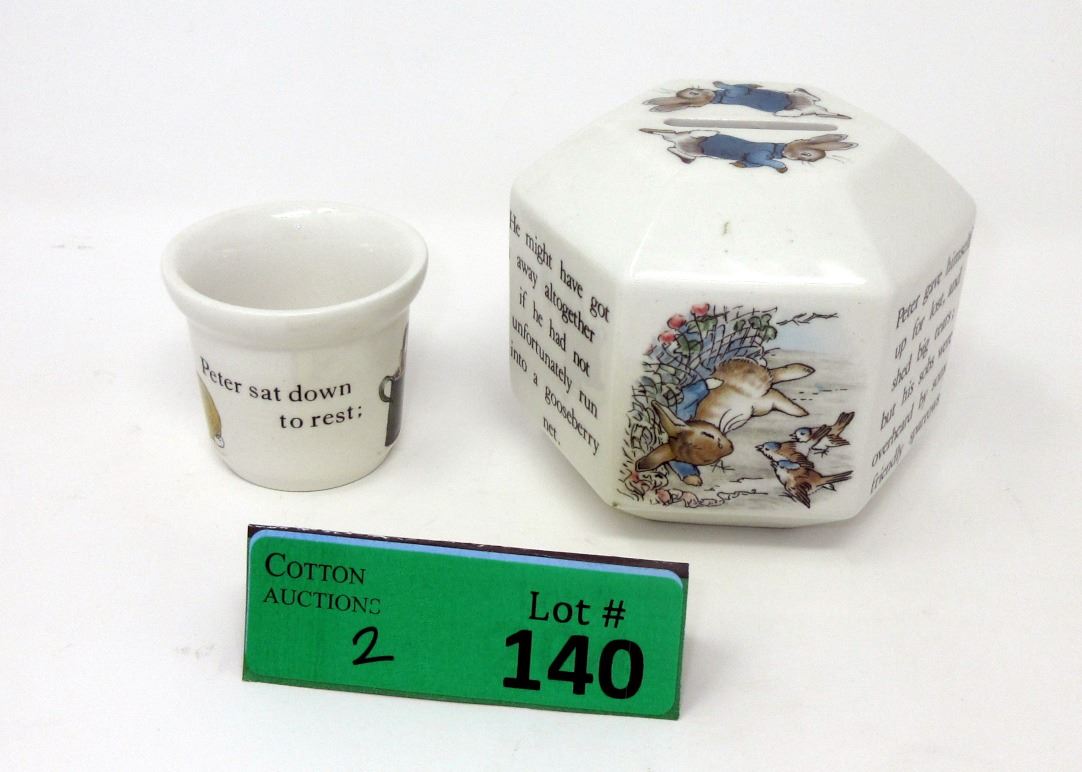 Peter sat down
to rest;
He might have got
away altogether
if he had not
unfortunately run
into a gooseberry
net.
Peter gave himself
up for lost, and
shed big tears;
but his sobs were
overheard by some
friendly sparrows
COTTON
AUCTIONS
2
Lot #
140